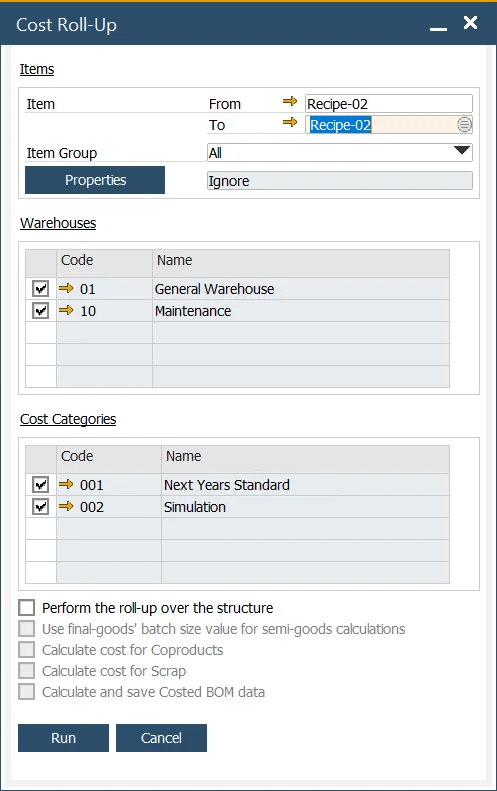 Cost Roll-Up
Items
Item From Recipe-02
To Recipe-02
Item Group All
Properties Ignore
Warehouses
Code Name
01 General Warehouse
10 Maintenance
Cost Categories
Code Name
001 Next Years Standard
002 Simulation
Perform the roll-up over the structure
Use final-goods' batch size value for semi-goods calculations
Calculate cost for Coproducts
Calculate cost for Scrap
Calculate and save Costed BOM data
Run Cancel